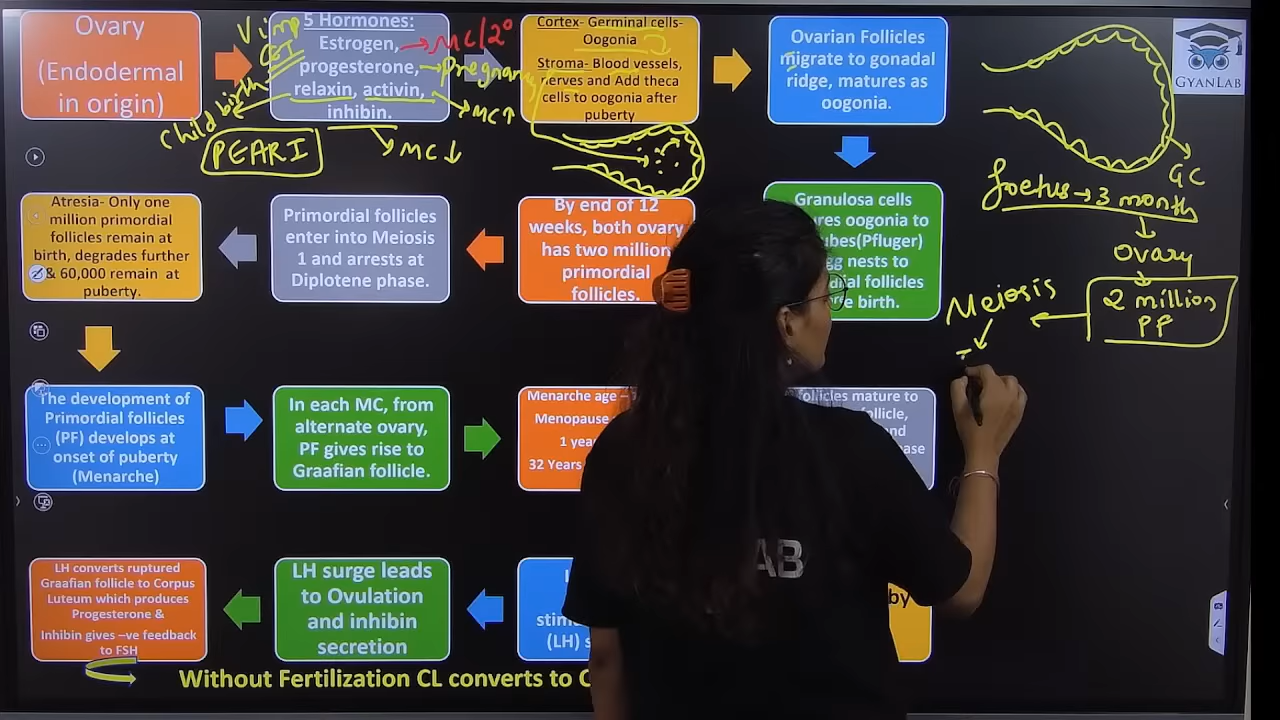 Ovary
(Endodermal
in origin)
5 Hormones:
Estrogen,
progesterone,
relaxin, activin,
inhibin.
V imp
MC/2°
Pregnancy
Child birth
MC↑
MC↓
PEARI
Cortex- Germinal cells-
Oogonia
Stroma- Blood vessels,
nerves and Add theca
cells to oogonia after
puberty
Ovarian Follicles
migrate to gonadal
ridge, matures as
oogonia.
GYANLAB
GC
foetus → 3 month
ovary
2 million
PF
Meiosis
Granulosa cells
oogonia to
(Pfluger)
nests to
follicles
birth.
By end of 12
weeks, both ovary
has two million
primordial
follicles.
Primordial follicles
enter into Meiosis
1 and arrests at
Diplotene phase.
Atresia- Only one
million primordial
follicles remain at
birth, degrades further
& 60,000 remain at
puberty.
The development of
Primordial follicles
(PF) develops at
onset of puberty
(Menarche)
In each MC, from
alternate ovary,
PF gives rise to
Graafian follicle.
Menarche age –
Menopause
1
32 Years
mature to
by
(LH)
LH surge leads
to Ovulation
and inhibin
secretion
LH converts ruptured
Graafian follicle to Corpus
Luteum which produces
Progesterone &
Inhibin gives –ve feedback
to FSH
Without Fertilization CL converts to
AB